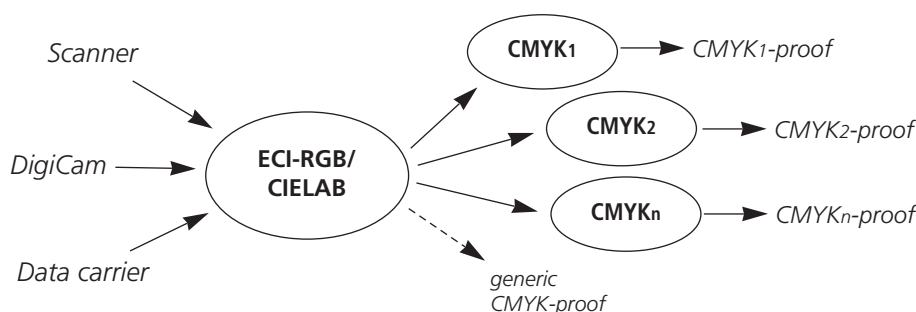 Scanner
DigiCam
Data carrier
ECI-RGB/
CIELAB
CMYK1
CMYK1-proof
CMYK2
CMYK2-proof
CMYKn
CMYKn-proof
generic
CMYK-proof